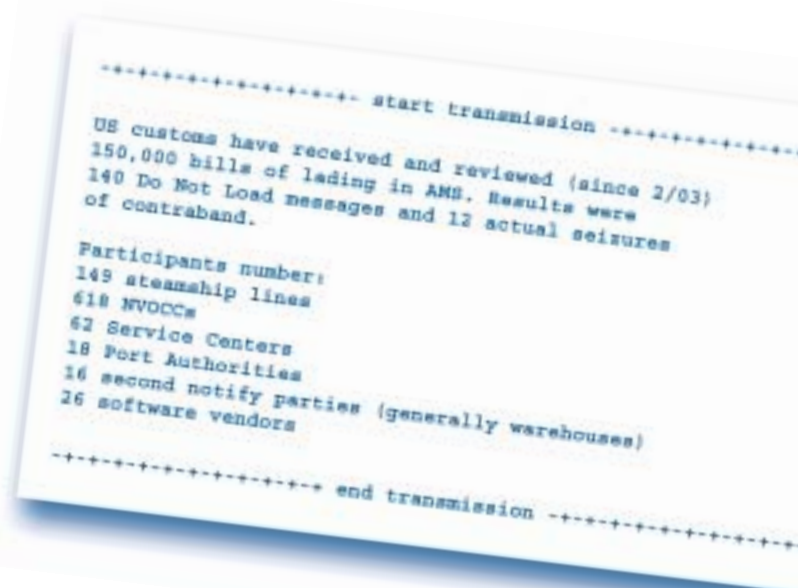 -+-+-+-+-+-+-+-+-+- start transmission -+-+-+-+-+-+-+-+-+-
US customs have received and reviewed (since 2/03)
150,000 bills of lading in AMS. Results were
140 Do Not Load messages and 12 actual seizures
of contraband.
Participants number:
149 steamship lines
618 NVOCCs
62 Service Centers
18 Port Authorities
16 second notify parties (generally warehouses)
26 software vendors
-+-+-+-+-+-+-+-+-+-+ end transmission -+-+-+-+-+-+-+-+-+-